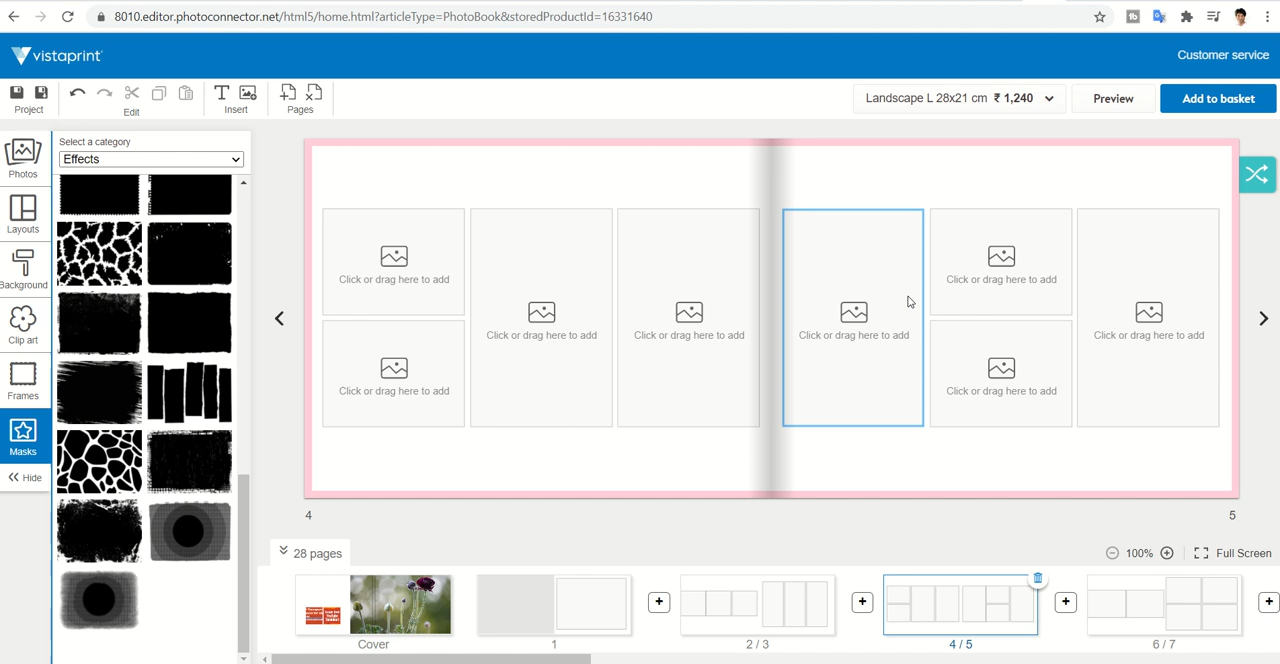 8010.editor.photoconnector.net/html5/home.html?articleType=PhotoBook&storedProductId=16331640
vistaprint
Customer service
Project
Edit
Insert
Pages
Landscape L 28x21 cm ₹ 1,240
Preview
Add to basket
Photos
Layouts
Background
Clip art
Frames
Masks
Hide
Select a category
Effects
Click or drag here to add
Click or drag here to add
Click or drag here to add
Click or drag here to add
Click or drag here to add
Click or drag here to add
Click or drag here to add
Click or drag here to add
4
5
28 pages
100%
Full Screen
Cover
1
2 / 3
4 / 5
6 / 7